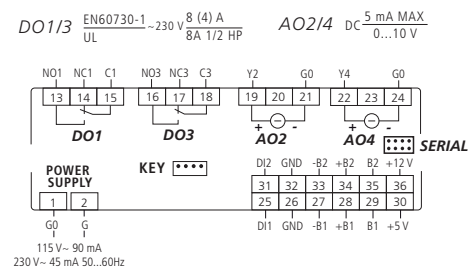 DO1/3 EN60730-1 UL ~230 V 8 (4) A 8A 1/2 HP AO2/4 DC 5 mA MAX 0...10 V
NO1 NC1 C1 NO3 NC3 C3 Y2 G0 Y4 G0
13 14 15 16 17 18 19 20 21 22 23 24
DO1 DO3 + - AO2 + - AO4 SERIAL
POWER SUPPLY KEY DI2 GND -B2 +B2 B2 +12 V
31 32 33 34 35 36
1 2 25 26 27 28 29 30
G0 G DI1 GND -B1 +B1 B1 +5 V
115 V~ 90 mA
230 V~ 45 mA 50...60Hz